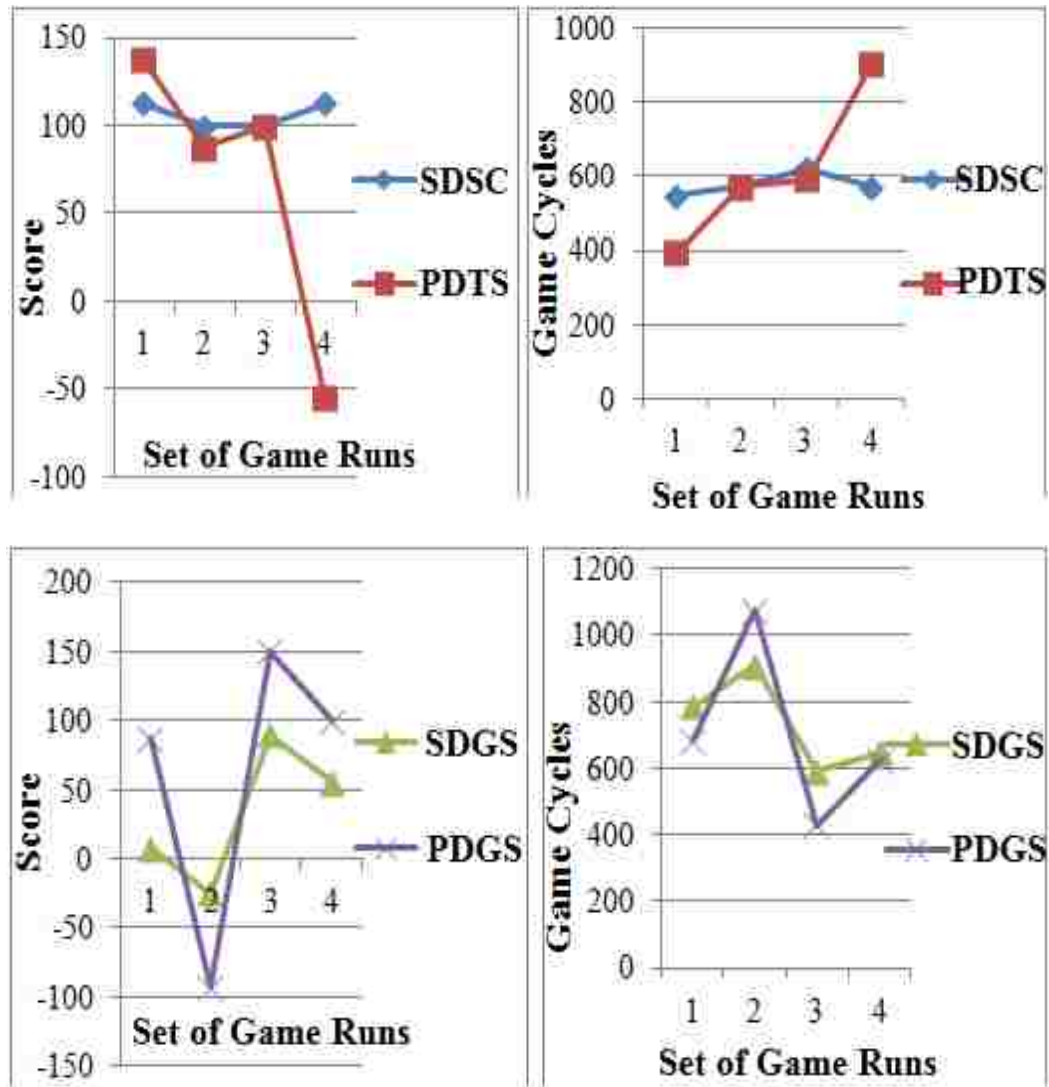 150
100
50
0
-50
-100
Score
1 2 3 4
Set of Game Runs
SDSC
PDTS
1000
800
600
400
200
0
Game Cycles
1 2 3 4
Set of Game Runs
SDSC
PDTS
200
150
100
50
0
-50
-100
-150
Score
1 2 3 4
Set of Game Runs
SDGS
PDGS
1200
1000
800
600
400
200
0
Game Cycles
1 2 3 4
Set of Game Runs
SDGS
PDGS